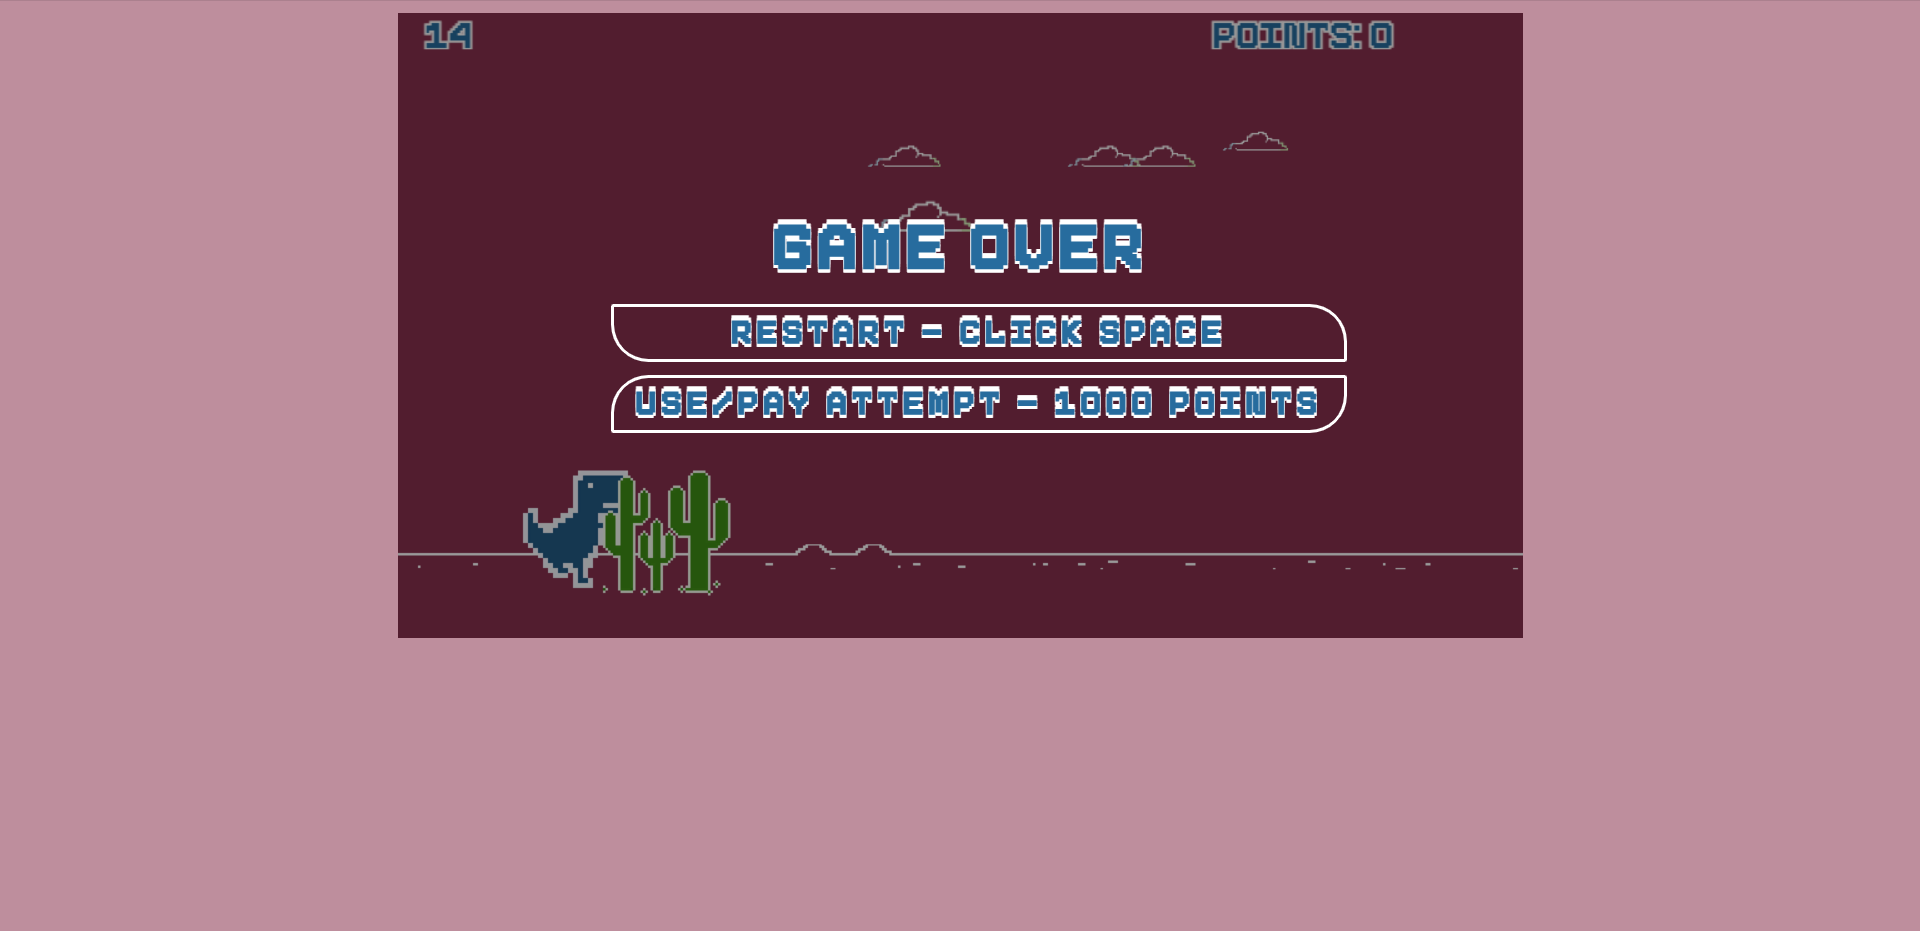 14
POINTS:0
GAME OVER
RESTART - CLICK SPACE
USE/PAY ATTEMPT - 1000 POINTS